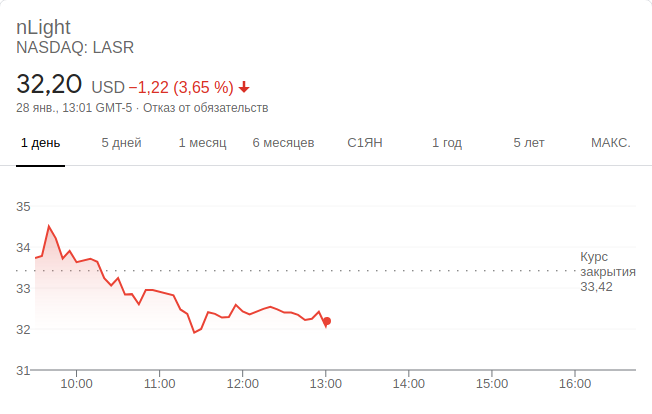 nLight
NASDAQ: LASR
32,20 USD −1,22 (3,65 %)
28 янв., 13:01 GMT-5 · Отказ от обязательств
1 день 5 дней 1 месяц 6 месяцев С1ЯН 1 год 5 лет МАКС.
35
34
Курс
закрытия
33,42
33
32
31
10:00 11:00 12:00 13:00 14:00 15:00 16:00